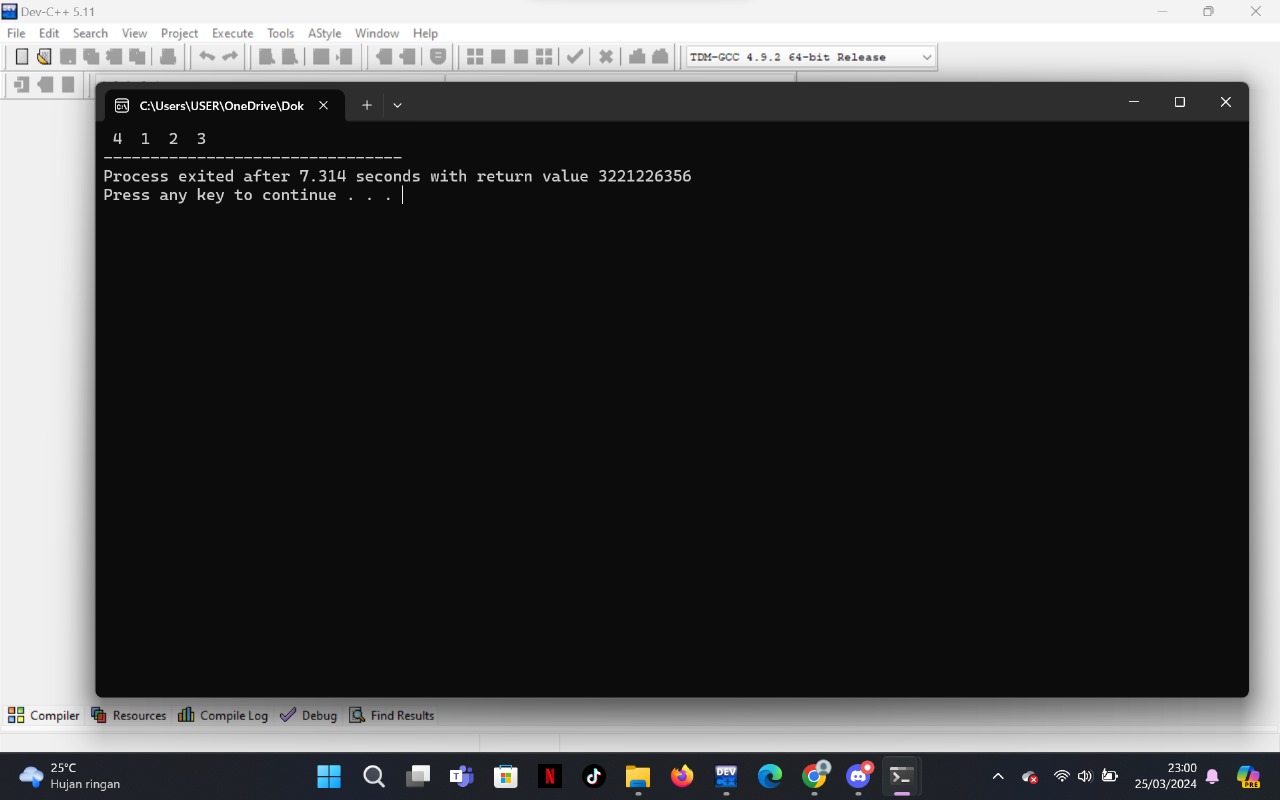 Dev-C++ 5.11
File Edit Search View Project Execute Tools AStyle Window Help
TDM-GCC 4.9.2 64-bit Release
C:\Users\USER\OneDrive\Dok
4 1 2 3
--------------------------------
Process exited after 7.314 seconds with return value 3221226356
Press any key to continue . . .
Compiler Resources Compile Log Debug Find Results
25°C
Hujan ringan
DEV
23:00
25/03/2024
PRE